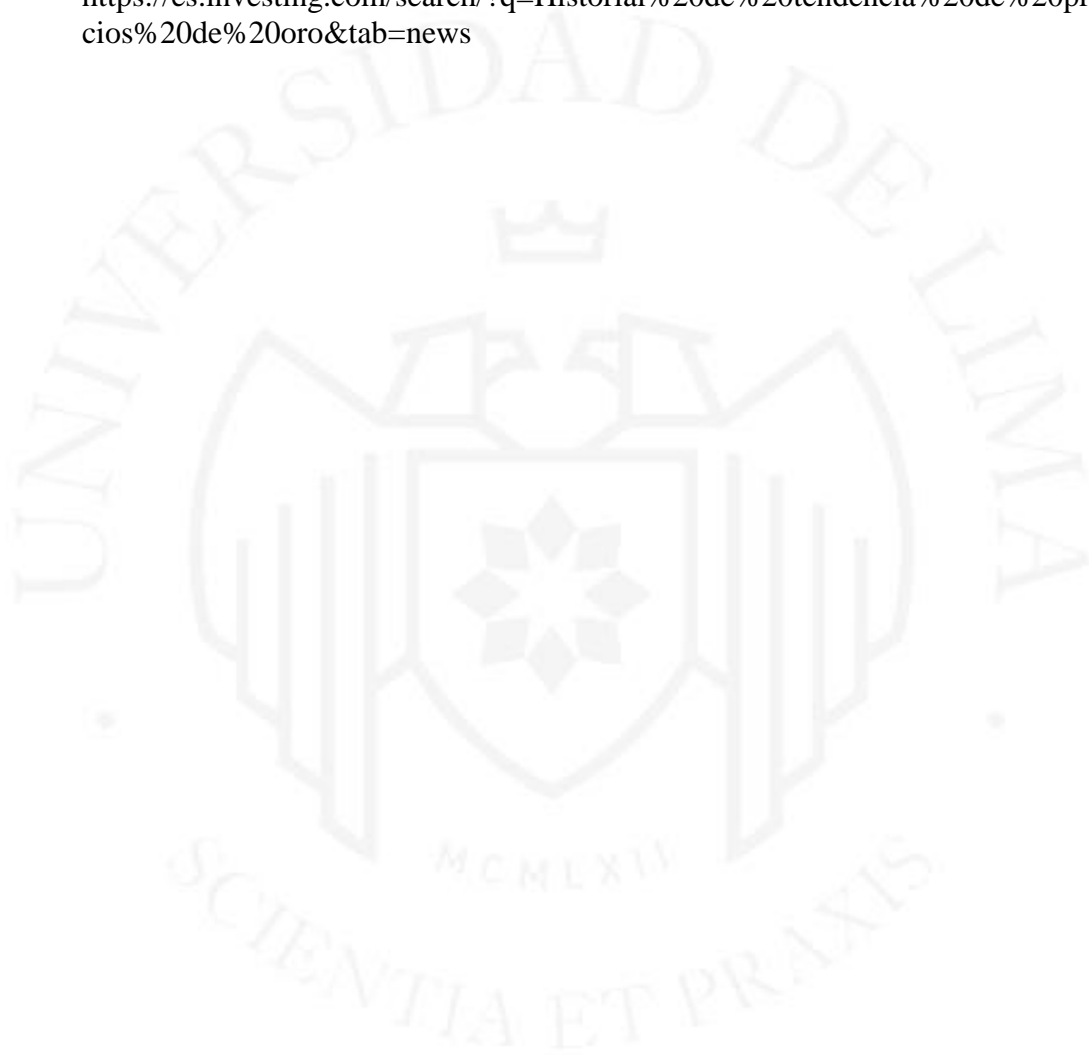 https://es.investing.com/search/?q=Historial%20de%20tendencia%20de%20pr
cios%20de%20oro&tab=news
UNIVERSIDAD DE LIMA
MCMLXII
SCIENTIA ET PRAXIS